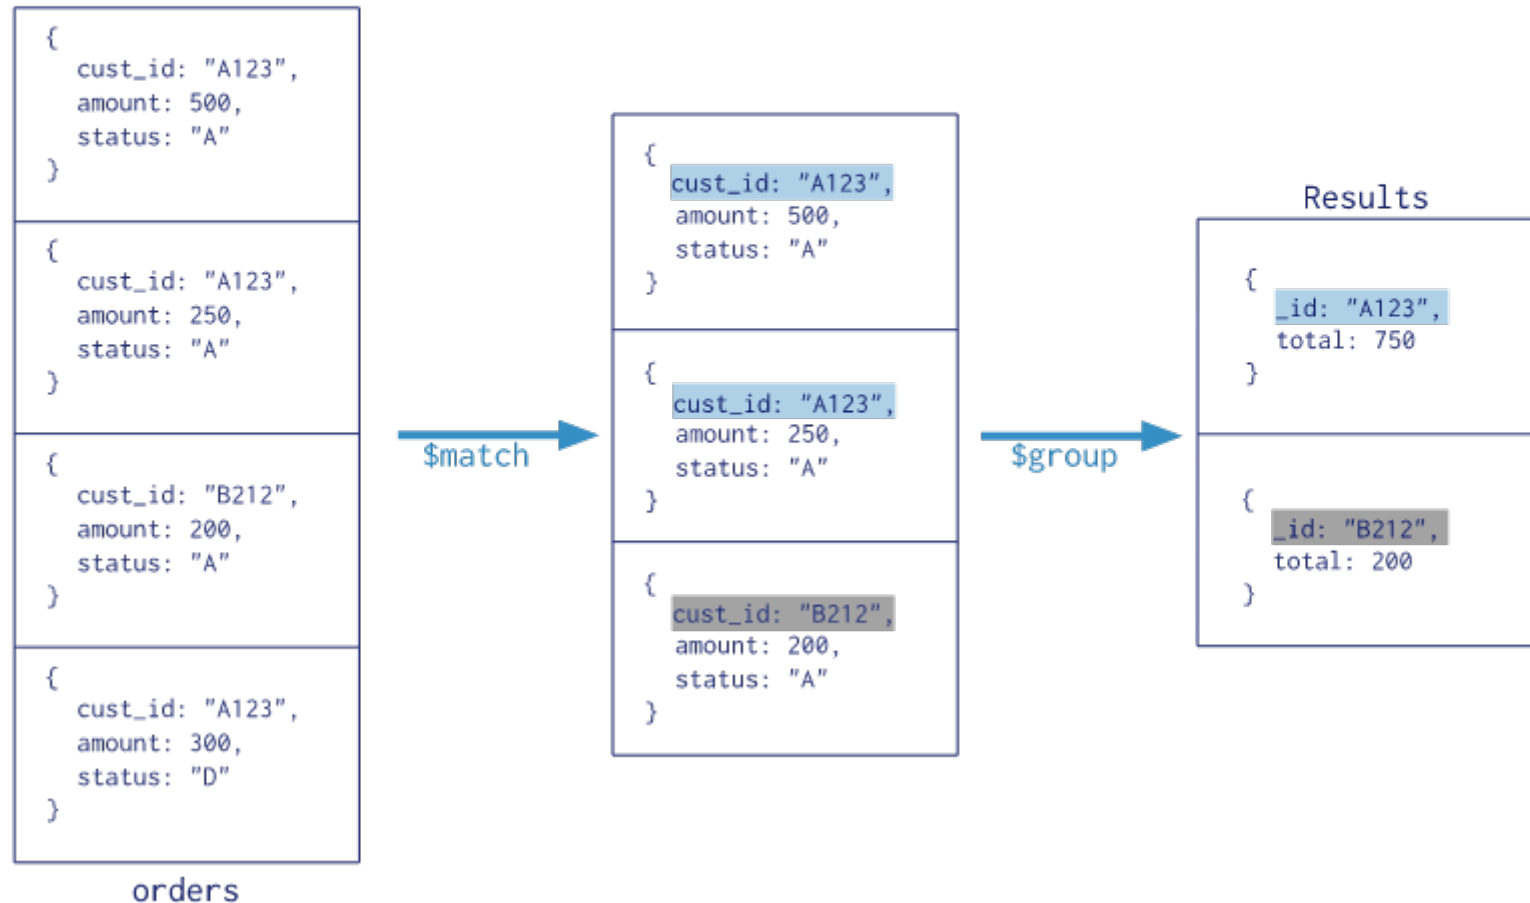 {
cust_id: "A123",
amount: 500,
status: "A"
}
{
cust_id: "A123",
amount: 250,
status: "A"
}
{
cust_id: "B212",
amount: 200,
status: "A"
}
{
cust_id: "A123",
amount: 300,
status: "D"
}
orders
$match
{
cust_id: "A123",
amount: 500,
status: "A"
}
{
cust_id: "A123",
amount: 250,
status: "A"
}
{
cust_id: "B212",
amount: 200,
status: "A"
}
$group
Results
{
_id: "A123",
total: 750
}
{
_id: "B212",
total: 200
}